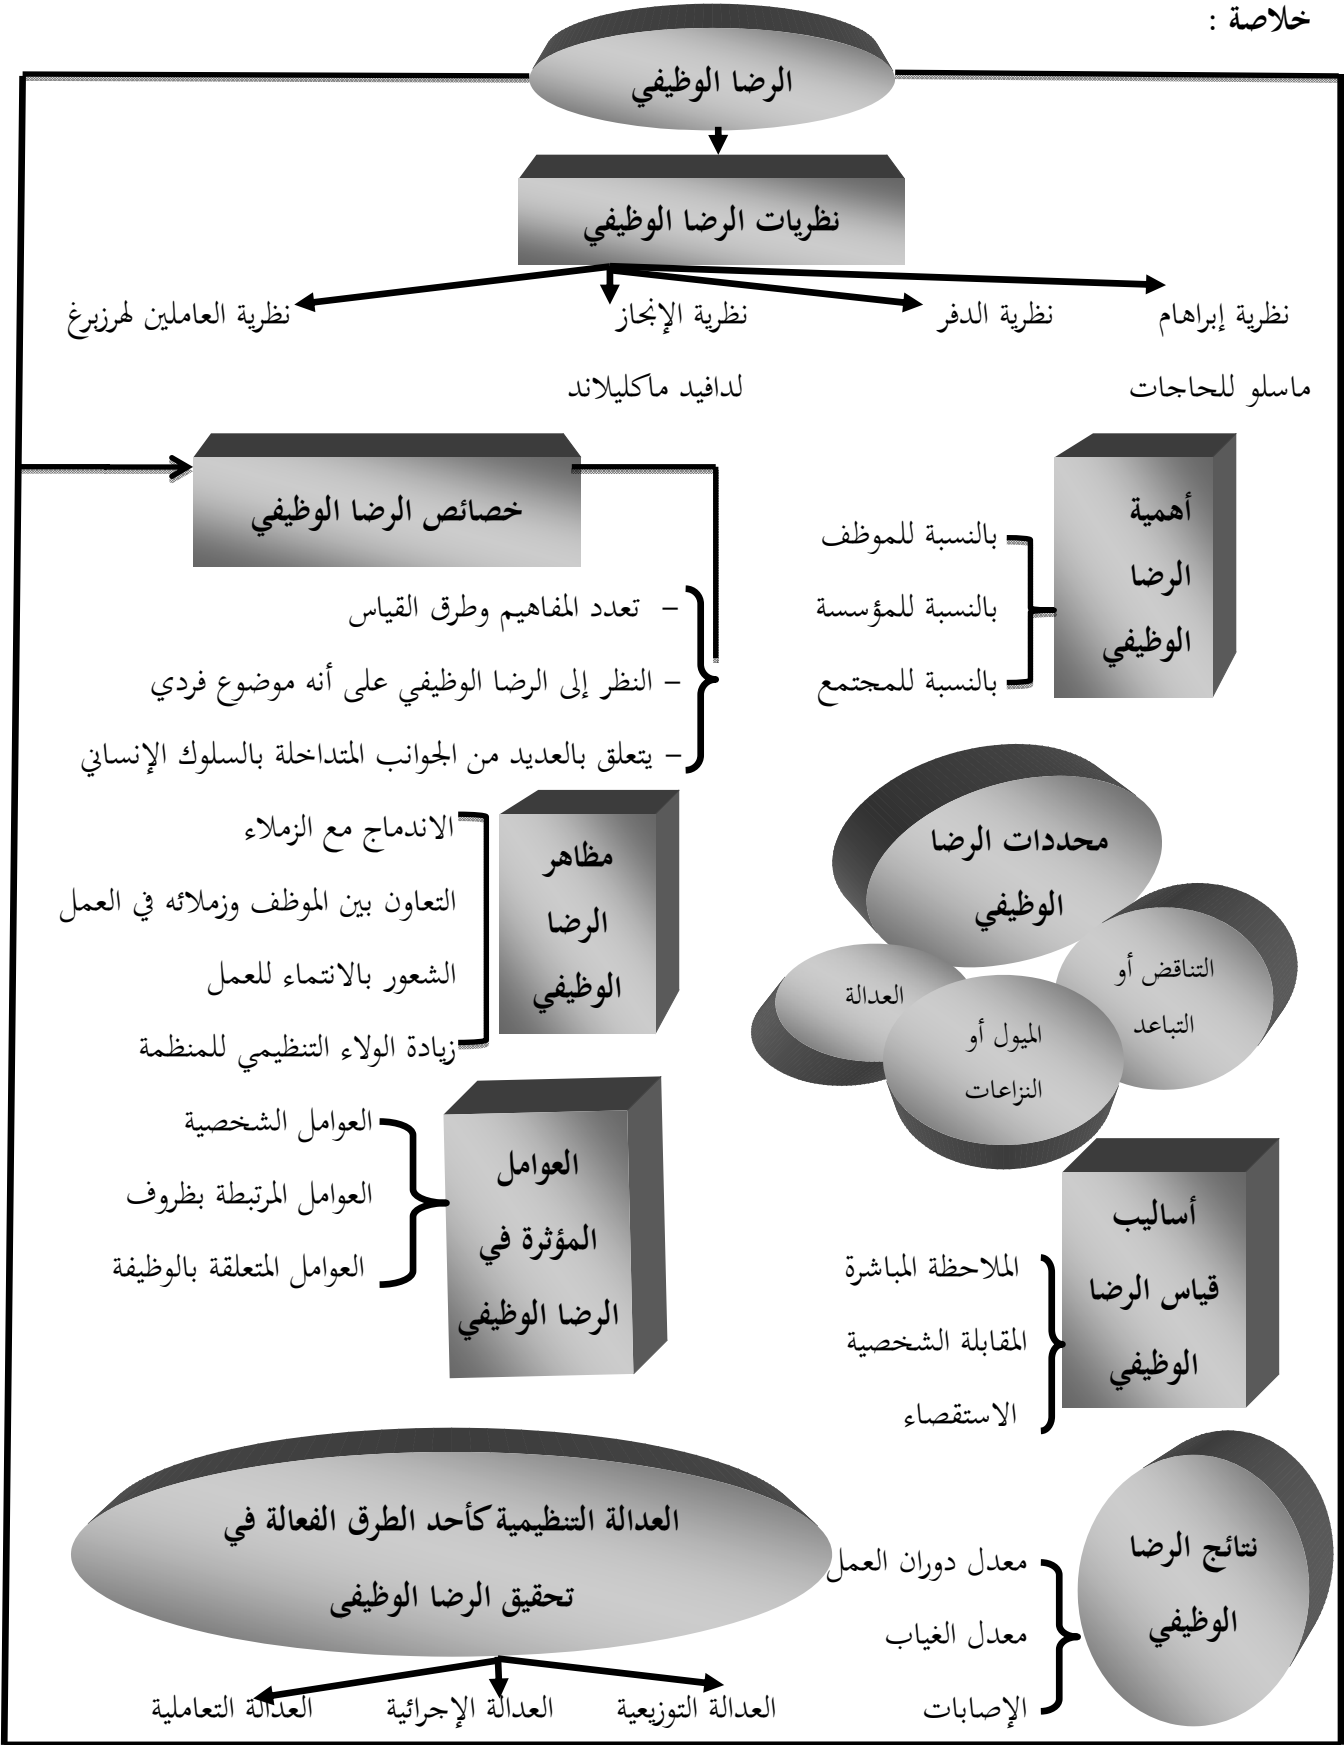 خلاصة :
الرضا الوظيفي
نظريات الرضا الوظيفي
نظرية إبراهام
ماسلو للحاجات
نظرية الدفر
نظرية الإنجاز
لدافيد ماكليلاند
نظرية العاملين لهرزبرغ
أهمية
الرضا
الوظيفي
بالنسبة للموظف
بالنسبة للمؤسسة
بالنسبة للمجتمع
خصائص الرضا الوظيفي
- تعدد المفاهيم وطرق القياس
- النظر إلى الرضا الوظيفي على أنه موضوع فردي
- يتعلق بالعديد من الجوانب المتداخلة بالسلوك الإنساني
محددات الرضا
الوظيفي
التناقض أو
التباعد
الميول أو
النزاعات
العدالة
مظاهر
الرضا
الوظيفي
الاندماج مع الزملاء
التعاون بين الموظف وزملائه في العمل
الشعور بالانتماء للعمل
زيادة الولاء التنظيمي للمنظمة
أساليب
قياس الرضا
الوظيفي
الملاحظة المباشرة
المقابلة الشخصية
الاستقصاء
العوامل
المؤثرة في
الرضا الوظيفي
العوامل الشخصية
العوامل المرتبطة بظروف
العوامل المتعلقة بالوظيفة
نتائج الرضا
الوظيفي
معدل دوران العمل
معدل الغياب
الإصابات
العدالة التنظيمية كأحد الطرق الفعالة في
تحقيق الرضا الوظيفى
العدالة التوزيعية
العدالة الإجرائية
العدالة التعاملية